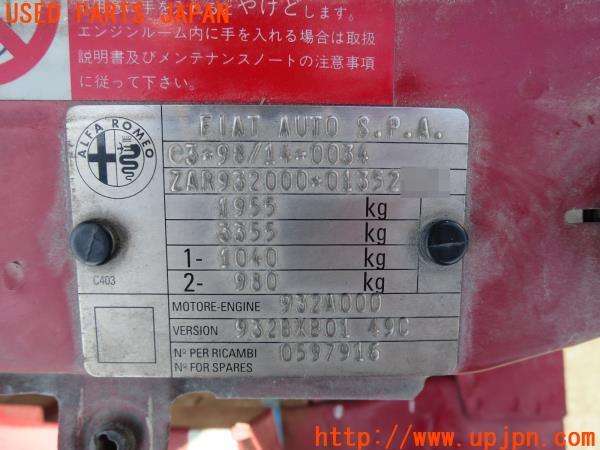 USED PARTS JAPAN
手を やけどします。
エンジンルーム内に手を入れる場合は取扱
説明書及びメンテナンスノートの注意事項
に従って下さい。
ALFA ROMEO
FIAT AUTO S.P.A.
e3*98/14*0034
ZAR932000*01352
1955 kg
3355 kg
1- 1040 kg
2- 980 kg
C403
MOTORE-ENGINE 932A000
VERSION 932BXB01 49C
No PER RICAMBI 0597916
No FOR SPARES
http://www.upjpn.com/